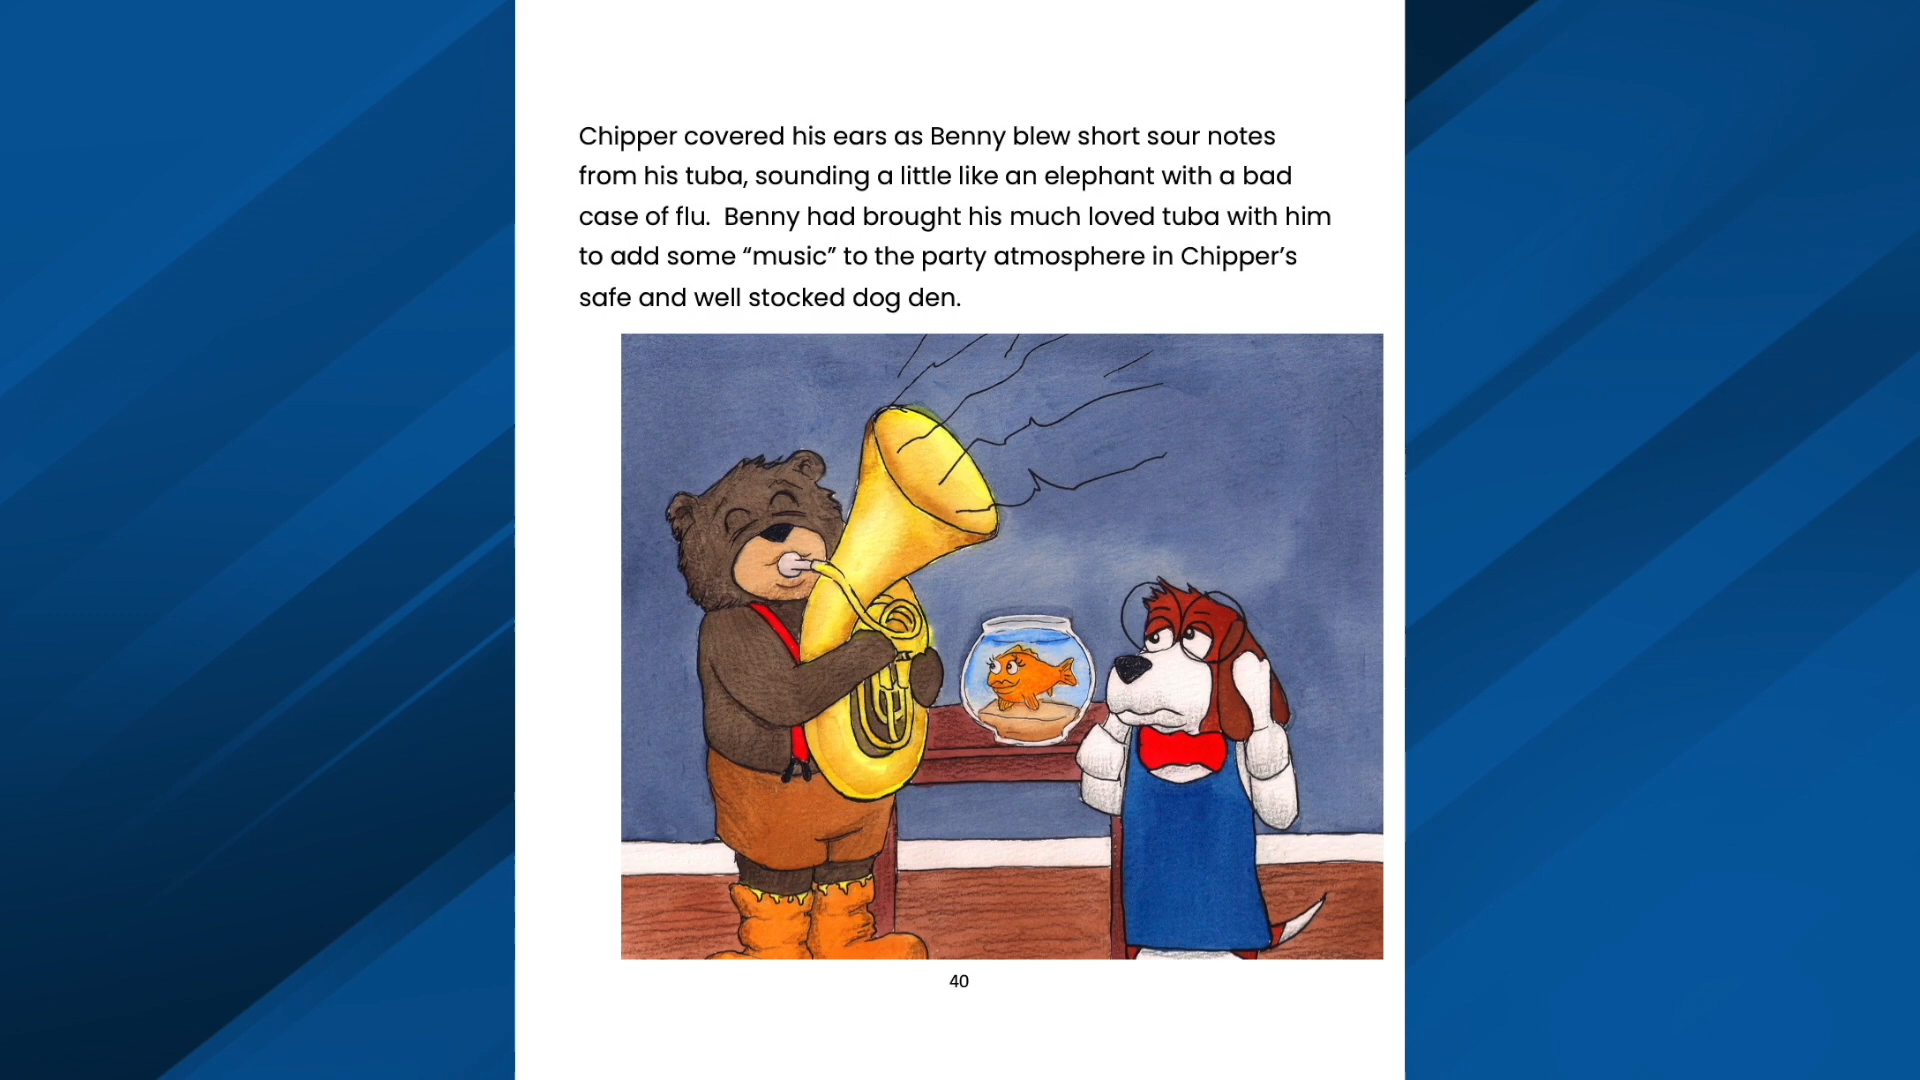 Chipper covered his ears as Benny blew short sour notes
from his tuba, sounding a little like an elephant with a bad
case of flu.  Benny had brought his much loved tuba with him
to add some “music” to the party atmosphere in Chipper’s
safe and well stocked dog den.
40